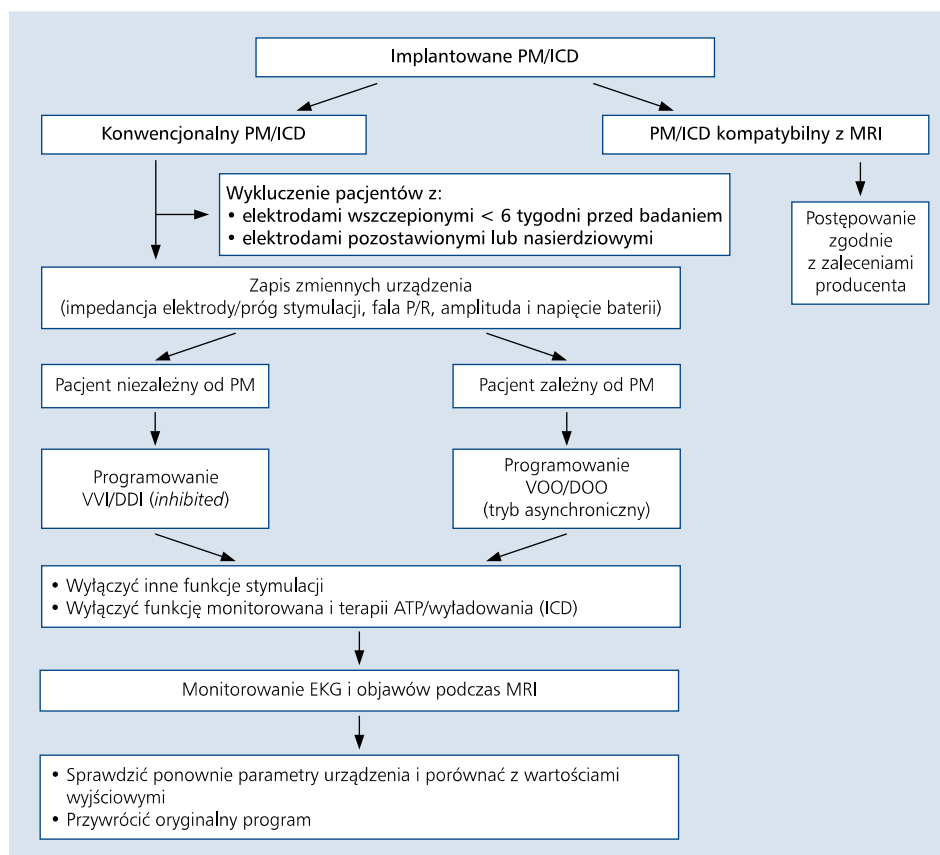 Implantowane PM/ICD
Konwencjonalny PM/ICD
PM/ICD kompatybilny z MRI
Wykluczenie pacjentów z:
• elektrodami wszczepionymi < 6 tygodni przed badaniem
• elektrodami pozostawionymi lub nasierdziowymi
Postępowanie
zgodnie
z zaleceniami
producenta
Zapis zmiennych urządzenia
(impedancja elektrody/próg stymulacji, fala P/R, amplituda i napięcie baterii)
Pacjent niezależny od PM
Pacjent zależny od PM
Programowanie
VVI/DDI (inhibited)
Programowanie
VOO/DOO
(tryb asynchroniczny)
• Wyłączyć inne funkcje stymulacji
• Wyłączyć funkcję monitorowana i terapii ATP/wyładowania (ICD)
Monitorowanie EKG i objawów podczas MRI
• Sprawdzić ponownie parametry urządzenia i porównać z wartościami
wyjściowymi
• Przywrócić oryginalny program